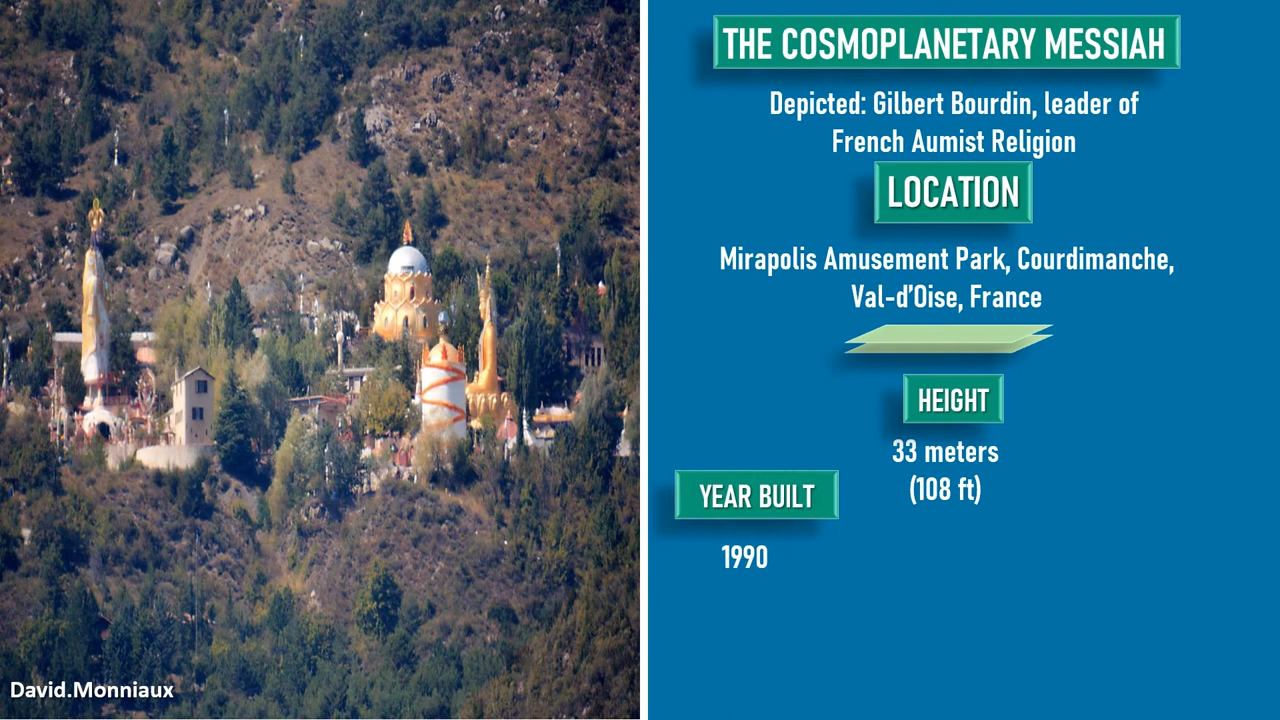 THE COSMOPLANETARY MESSIAH
Depicted: Gilbert Bourdin, leader of
French Aumist Religion
LOCATION
Mirapolis Amusement Park, Courdimanche,
Val-d’Oise, France
HEIGHT
33 meters
(108 ft)
YEAR BUILT
1990
David.Monniaux